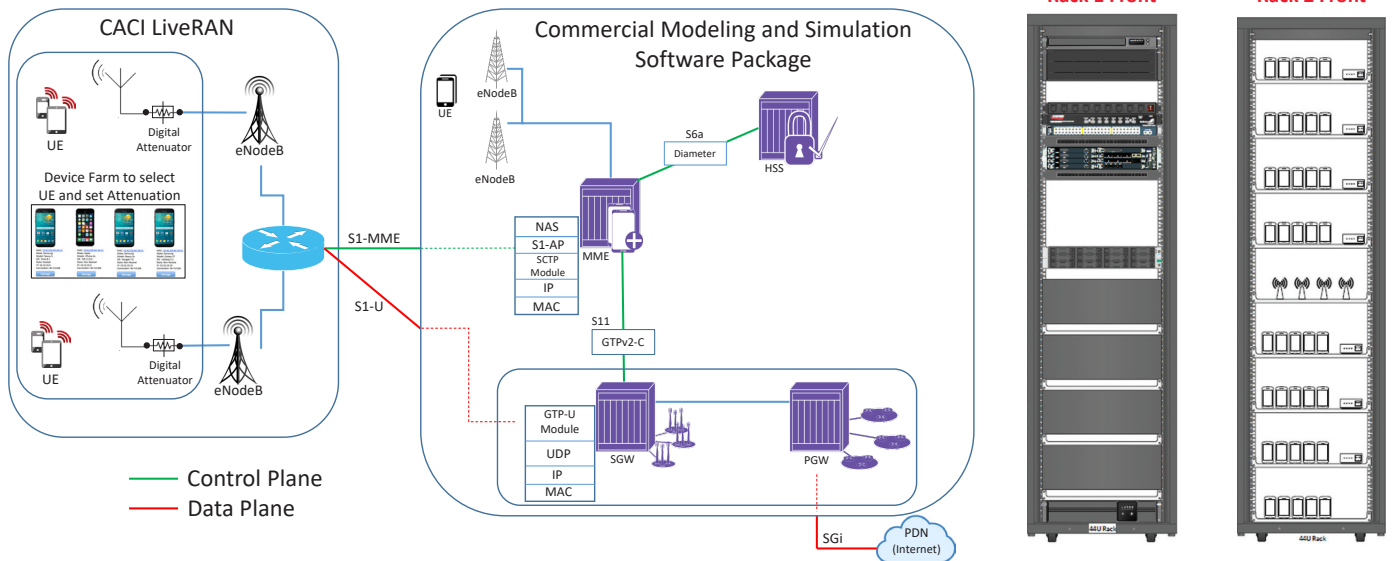 CACI LiveRAN
UE
Digital
Attenuator
eNodeB
Device Farm to select
UE and set Attenuation
UE
Digital
Attenuator
eNodeB
S1-MME
S1-U
Control Plane
Data Plane
Commercial Modeling and Simulation
Software Package
UE
eNodeB
eNodeB
S6a
Diameter
HSS
NAS
S1-AP
SCTP
Module
IP
MAC
MME
S11
GTPv2-C
GTP-U
Module
UDP
IP
MAC
SGW
PGW
SGi
PDN
(Internet)
Rack 1 Front
44U Rack
Rack 2 Front
44U Rack